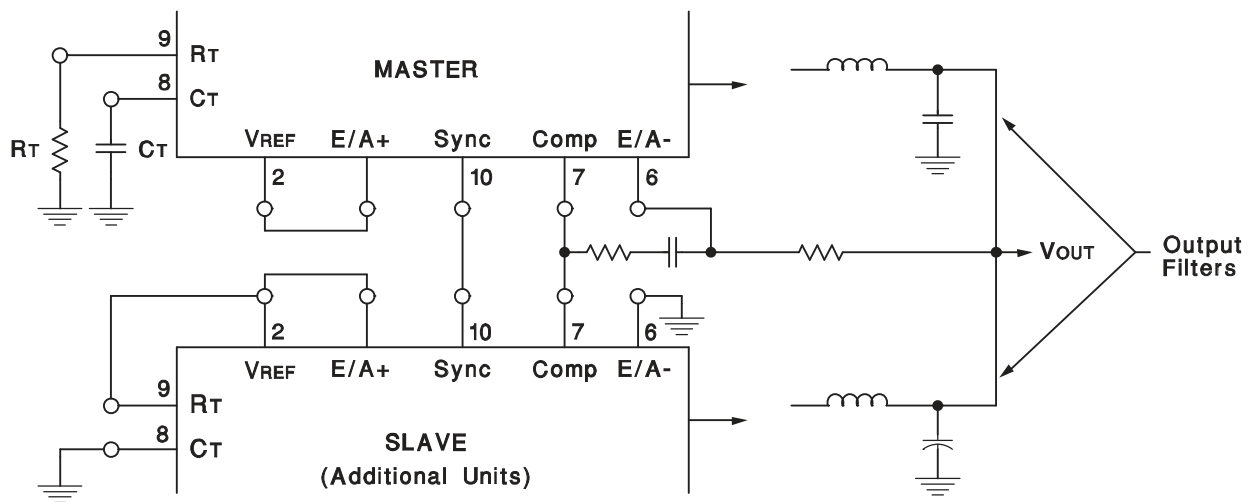 9 RT
MASTER
8 CT
RT
CT
VREF E/A+ Sync Comp E/A-
2 10 7 6
VOUT
Output
Filters
2 10 7 6
VREF E/A+ Sync Comp E/A-
9 RT
8 CT
SLAVE
(Additional Units)